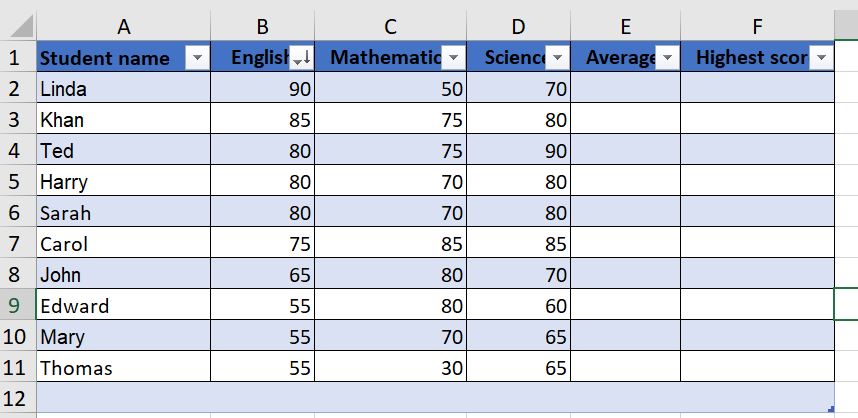 A B C D E F
1 Student name English Mathematic Science Average Highest scor
2 Linda 90 50 70
3 Khan 85 75 80
4 Ted 80 75 90
5 Harry 80 70 80
6 Sarah 80 70 80
7 Carol 75 85 85
8 John 65 80 70
9 Edward 55 80 60
10 Mary 55 70 65
11 Thomas 55 30 65
12